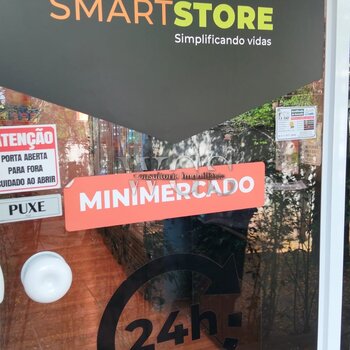 SMARTSTORE
Simplificando vidas
ATENÇÃO
PORTA ABERTA
PARA FORA
CUIDADO AO ABRIR
PUXE
MINIMERCADO
24h